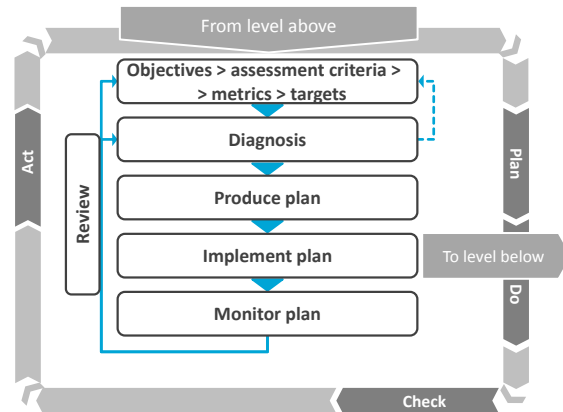 From level above
Objectives > assessment criteria >
> metrics > targets
Diagnosis
Produce plan
Implement plan
Monitor plan
Review
Act
Plan
To level below
Do
Check